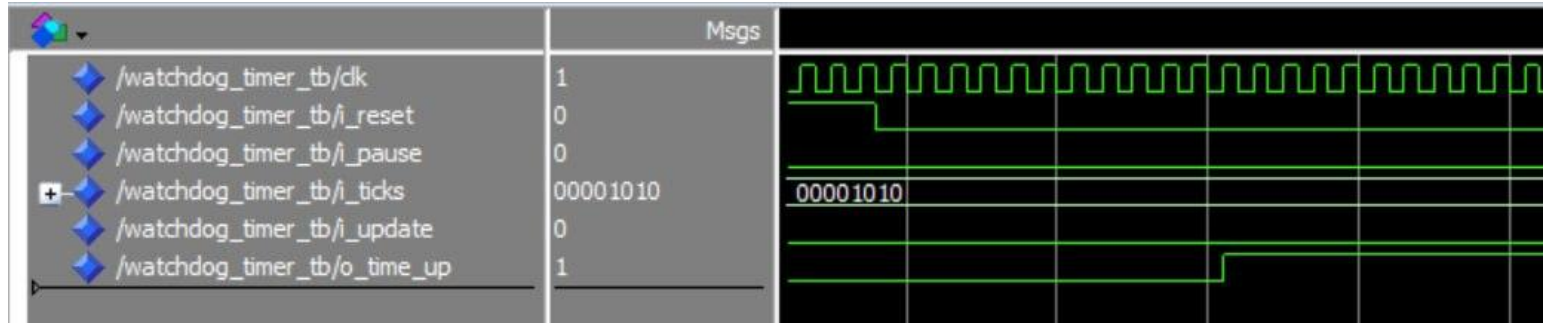 Msgs
/watchdog_timer_tb/clk 1
/watchdog_timer_tb/i_reset 0
/watchdog_timer_tb/i_pause 0
/watchdog_timer_tb/i_ticks 00001010 00001010
/watchdog_timer_tb/i_update 0
/watchdog_timer_tb/o_time_up 1